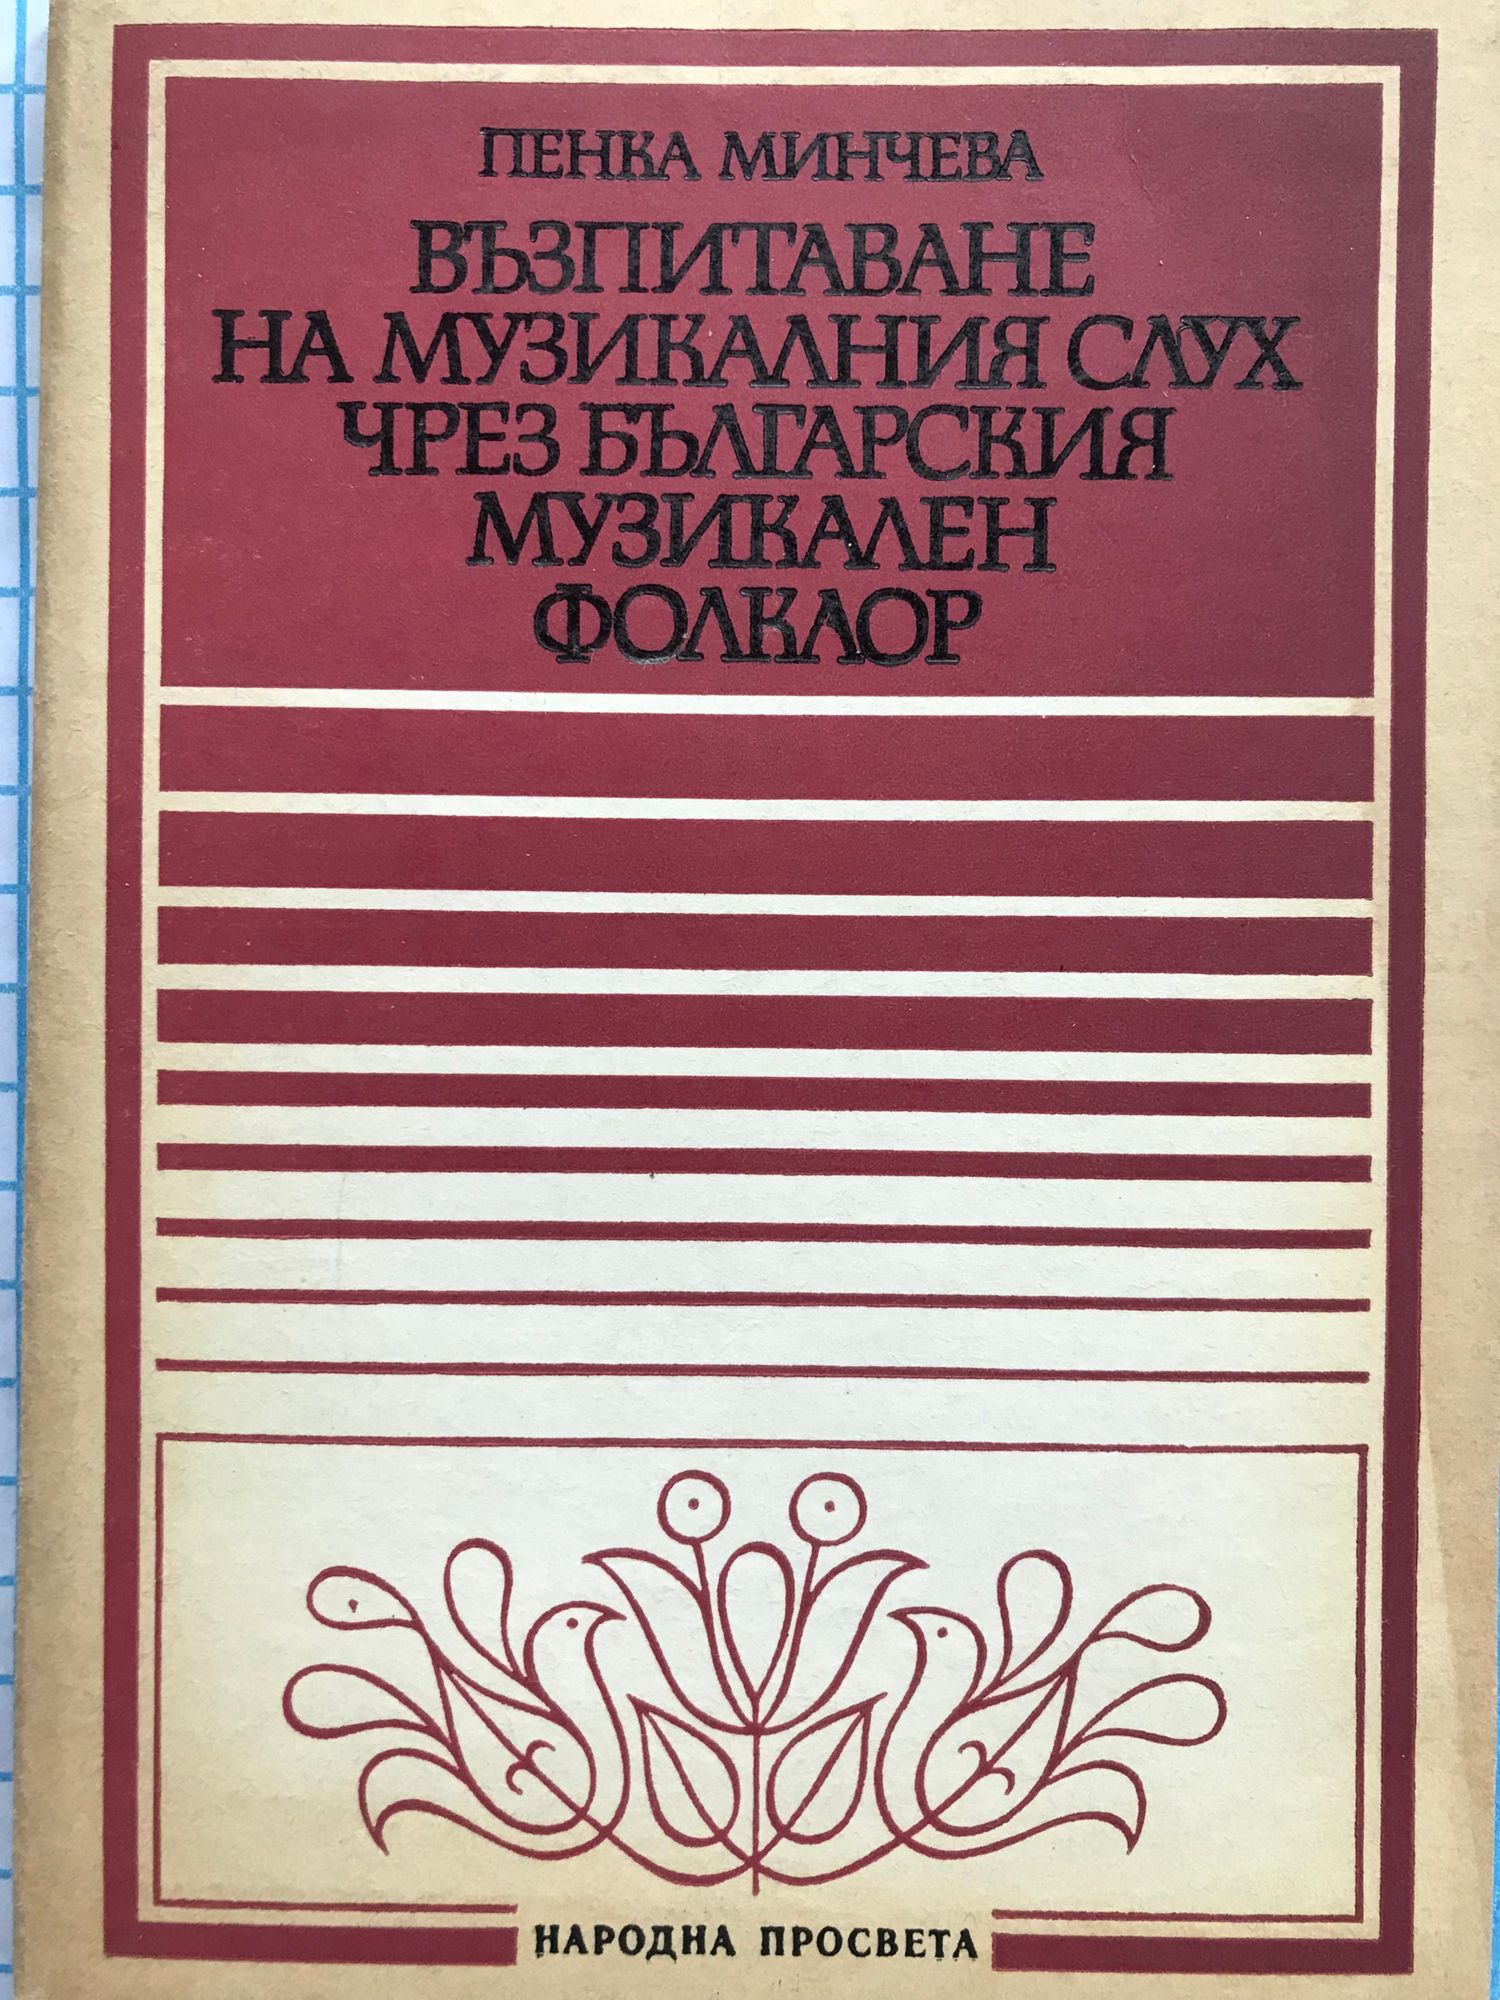 ПЕНКА МИНЧЕВА
ВЪЗПИТАВАНЕ
НА МУЗИКАЛНИЯ СЛУХ
ЧРЕЗ БЪЛГАРСКИЯ
МУЗИКАЛЕН
ФОЛКЛОР
НАРОДНА ПРОСВЕТА